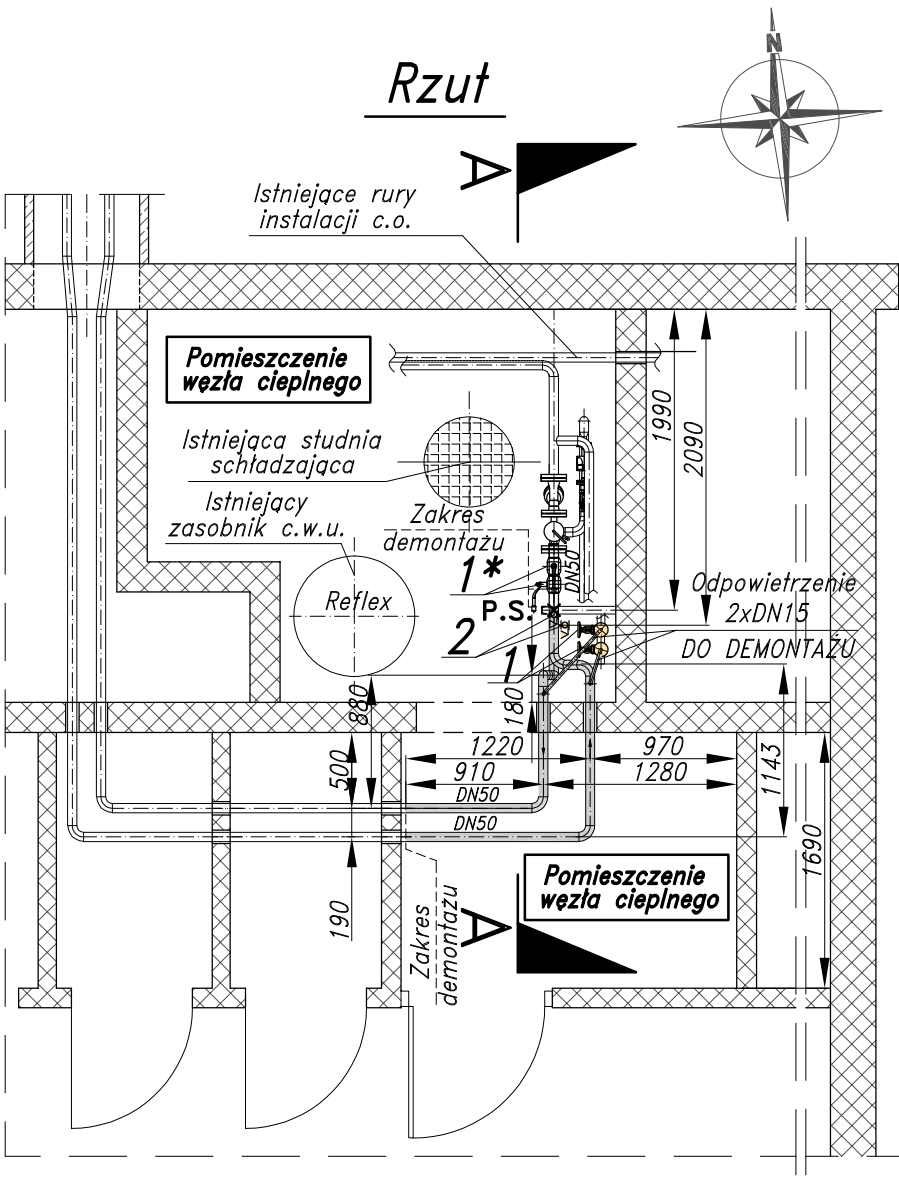 Rzut
N
A
Istniejące rury
instalacji c.o.
Pomieszczenie
węzła cieplnego
Istniejąca studnia
schładzająca
Istniejący
zasobnik c.w.u.
Zakres
demontażu
Reflex
1*
P.S.
2
1
DN50
1990
2090
Odpowietrzenie
2xDN15
DO DEMONTAŻU
880
180
500
1220
970
910
1280
1143
DN50
DN50
1690
190
Zakres
demontażu
Pomieszczenie
węzła cieplnego
A